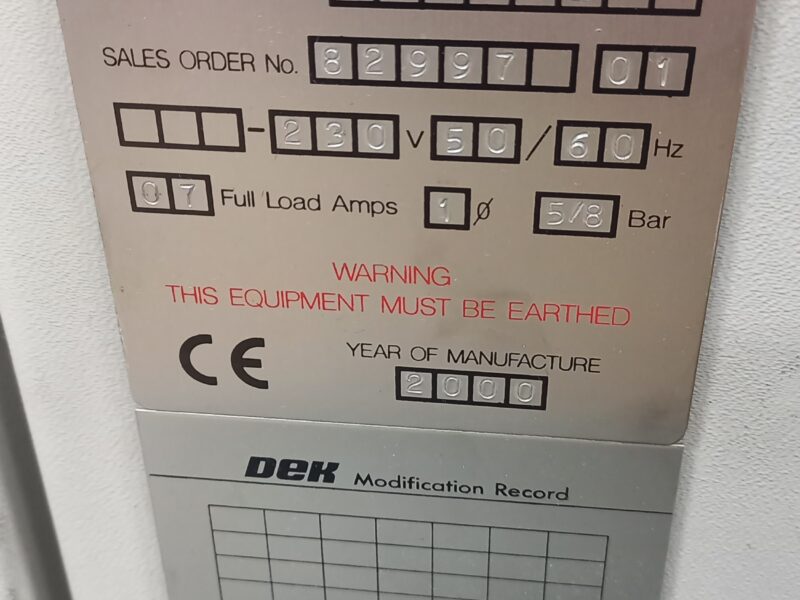 SALES ORDER No. 82997 01
-230 V 50/60 Hz
07 Full Load Amps 1 Ø 5/8 Bar
WARNING
THIS EQUIPMENT MUST BE EARTHED
CE
YEAR OF MANUFACTURE
2000
DEK Modification Record